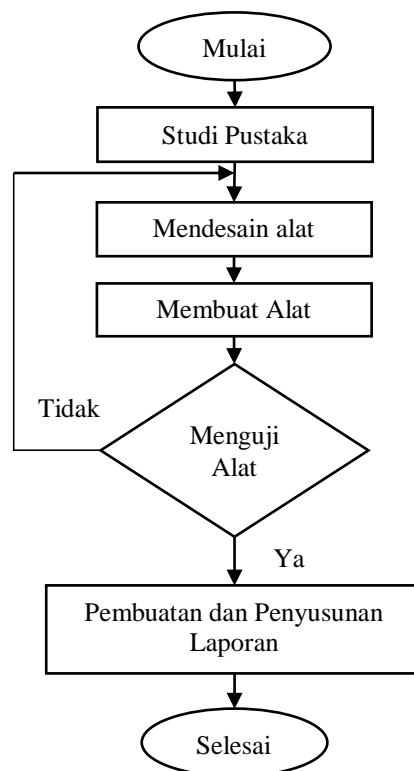 Mulai
Studi Pustaka
Mendesain alat
Membuat Alat
Tidak
Menguji
Alat
Ya
Pembuatan dan Penyusunan
Laporan
Selesai